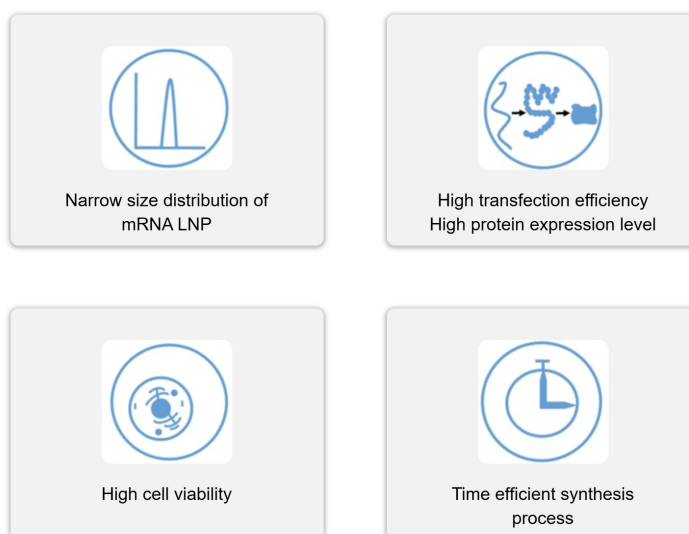 Narrow size distribution of
mRNA LNP
High transfection efficiency
High protein expression level
High cell viability
Time efficient synthesis
process